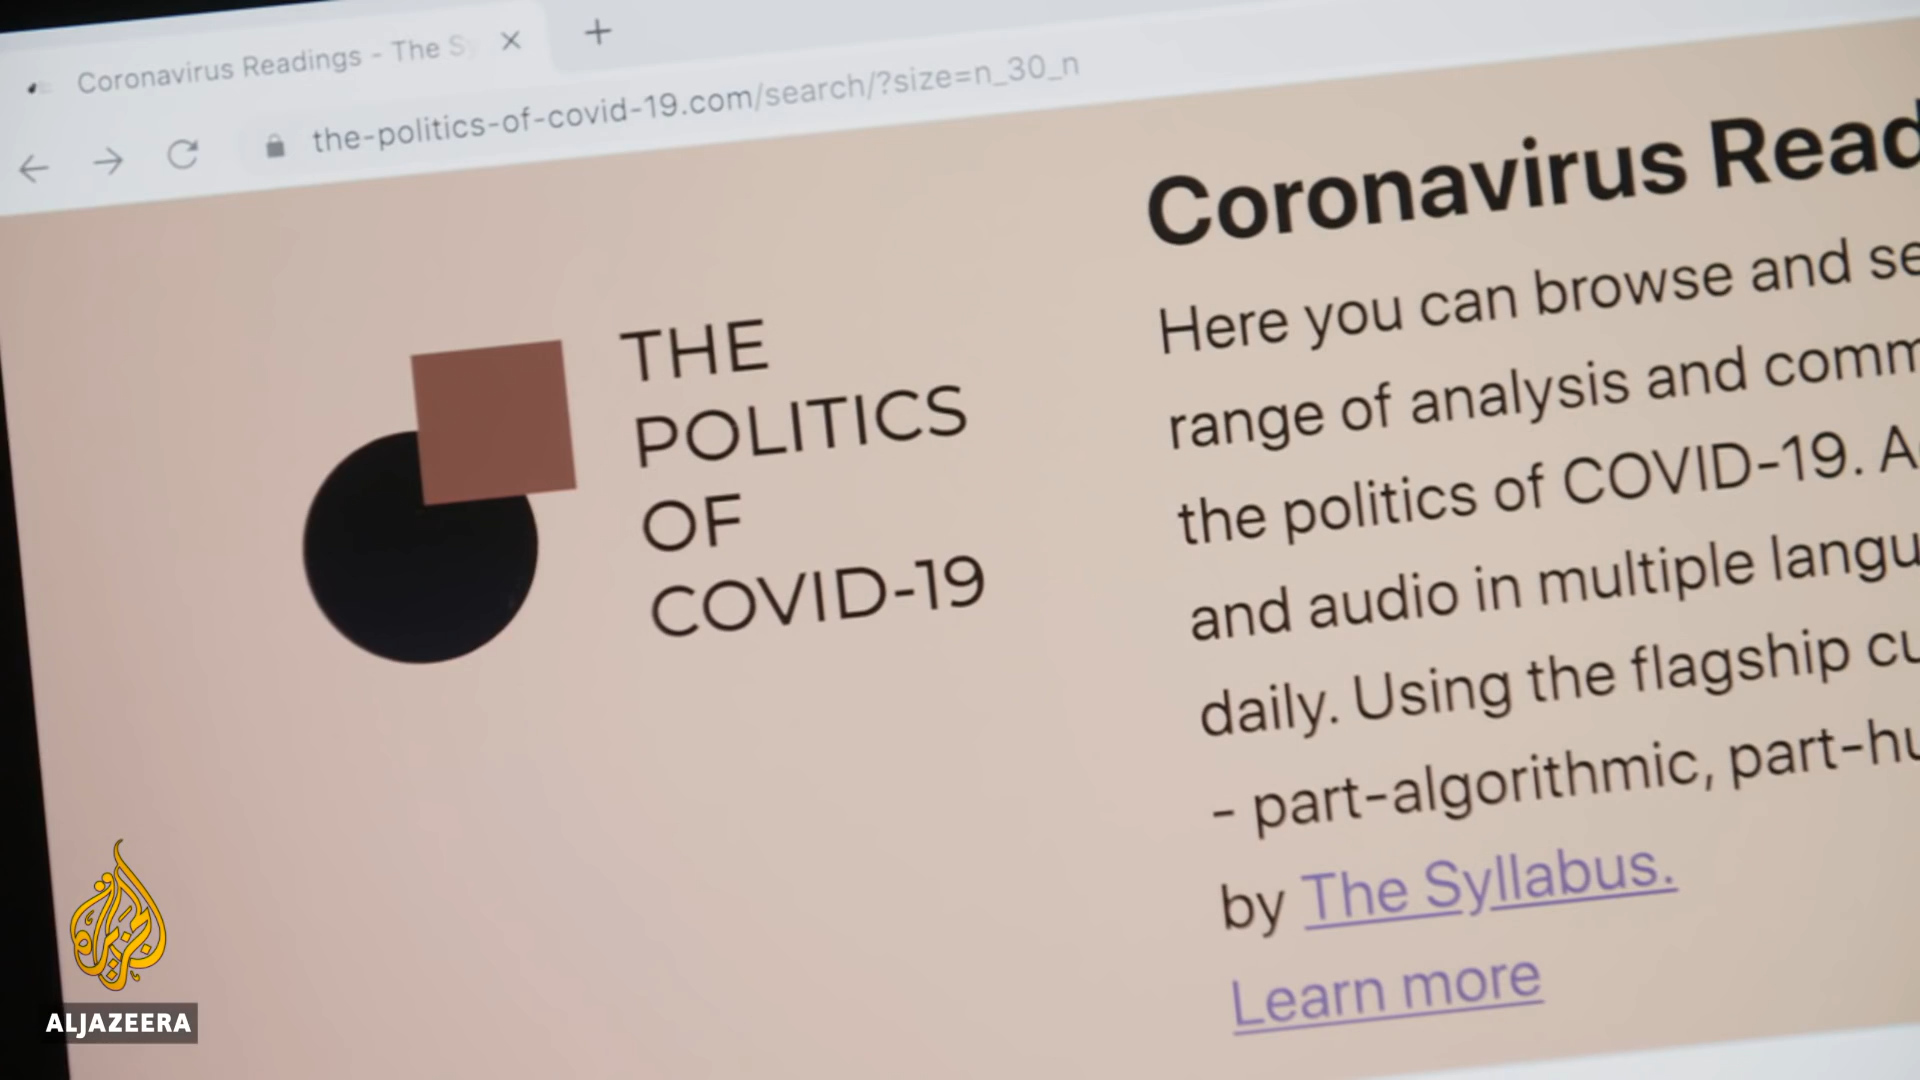 Coronavirus Readings - The S
the-politics-of-covid-19.com/search/?size=n_30_n
THE
POLITICS
OF
COVID-19
Coronavirus Read
Here you can browse and se
range of analysis and comm
the politics of COVID-19. A
and audio in multiple langu
daily. Using the flagship cu
- part-algorithmic, part-hu
by The Syllabus.
Learn more
الجزيرة
ALJAZEERA